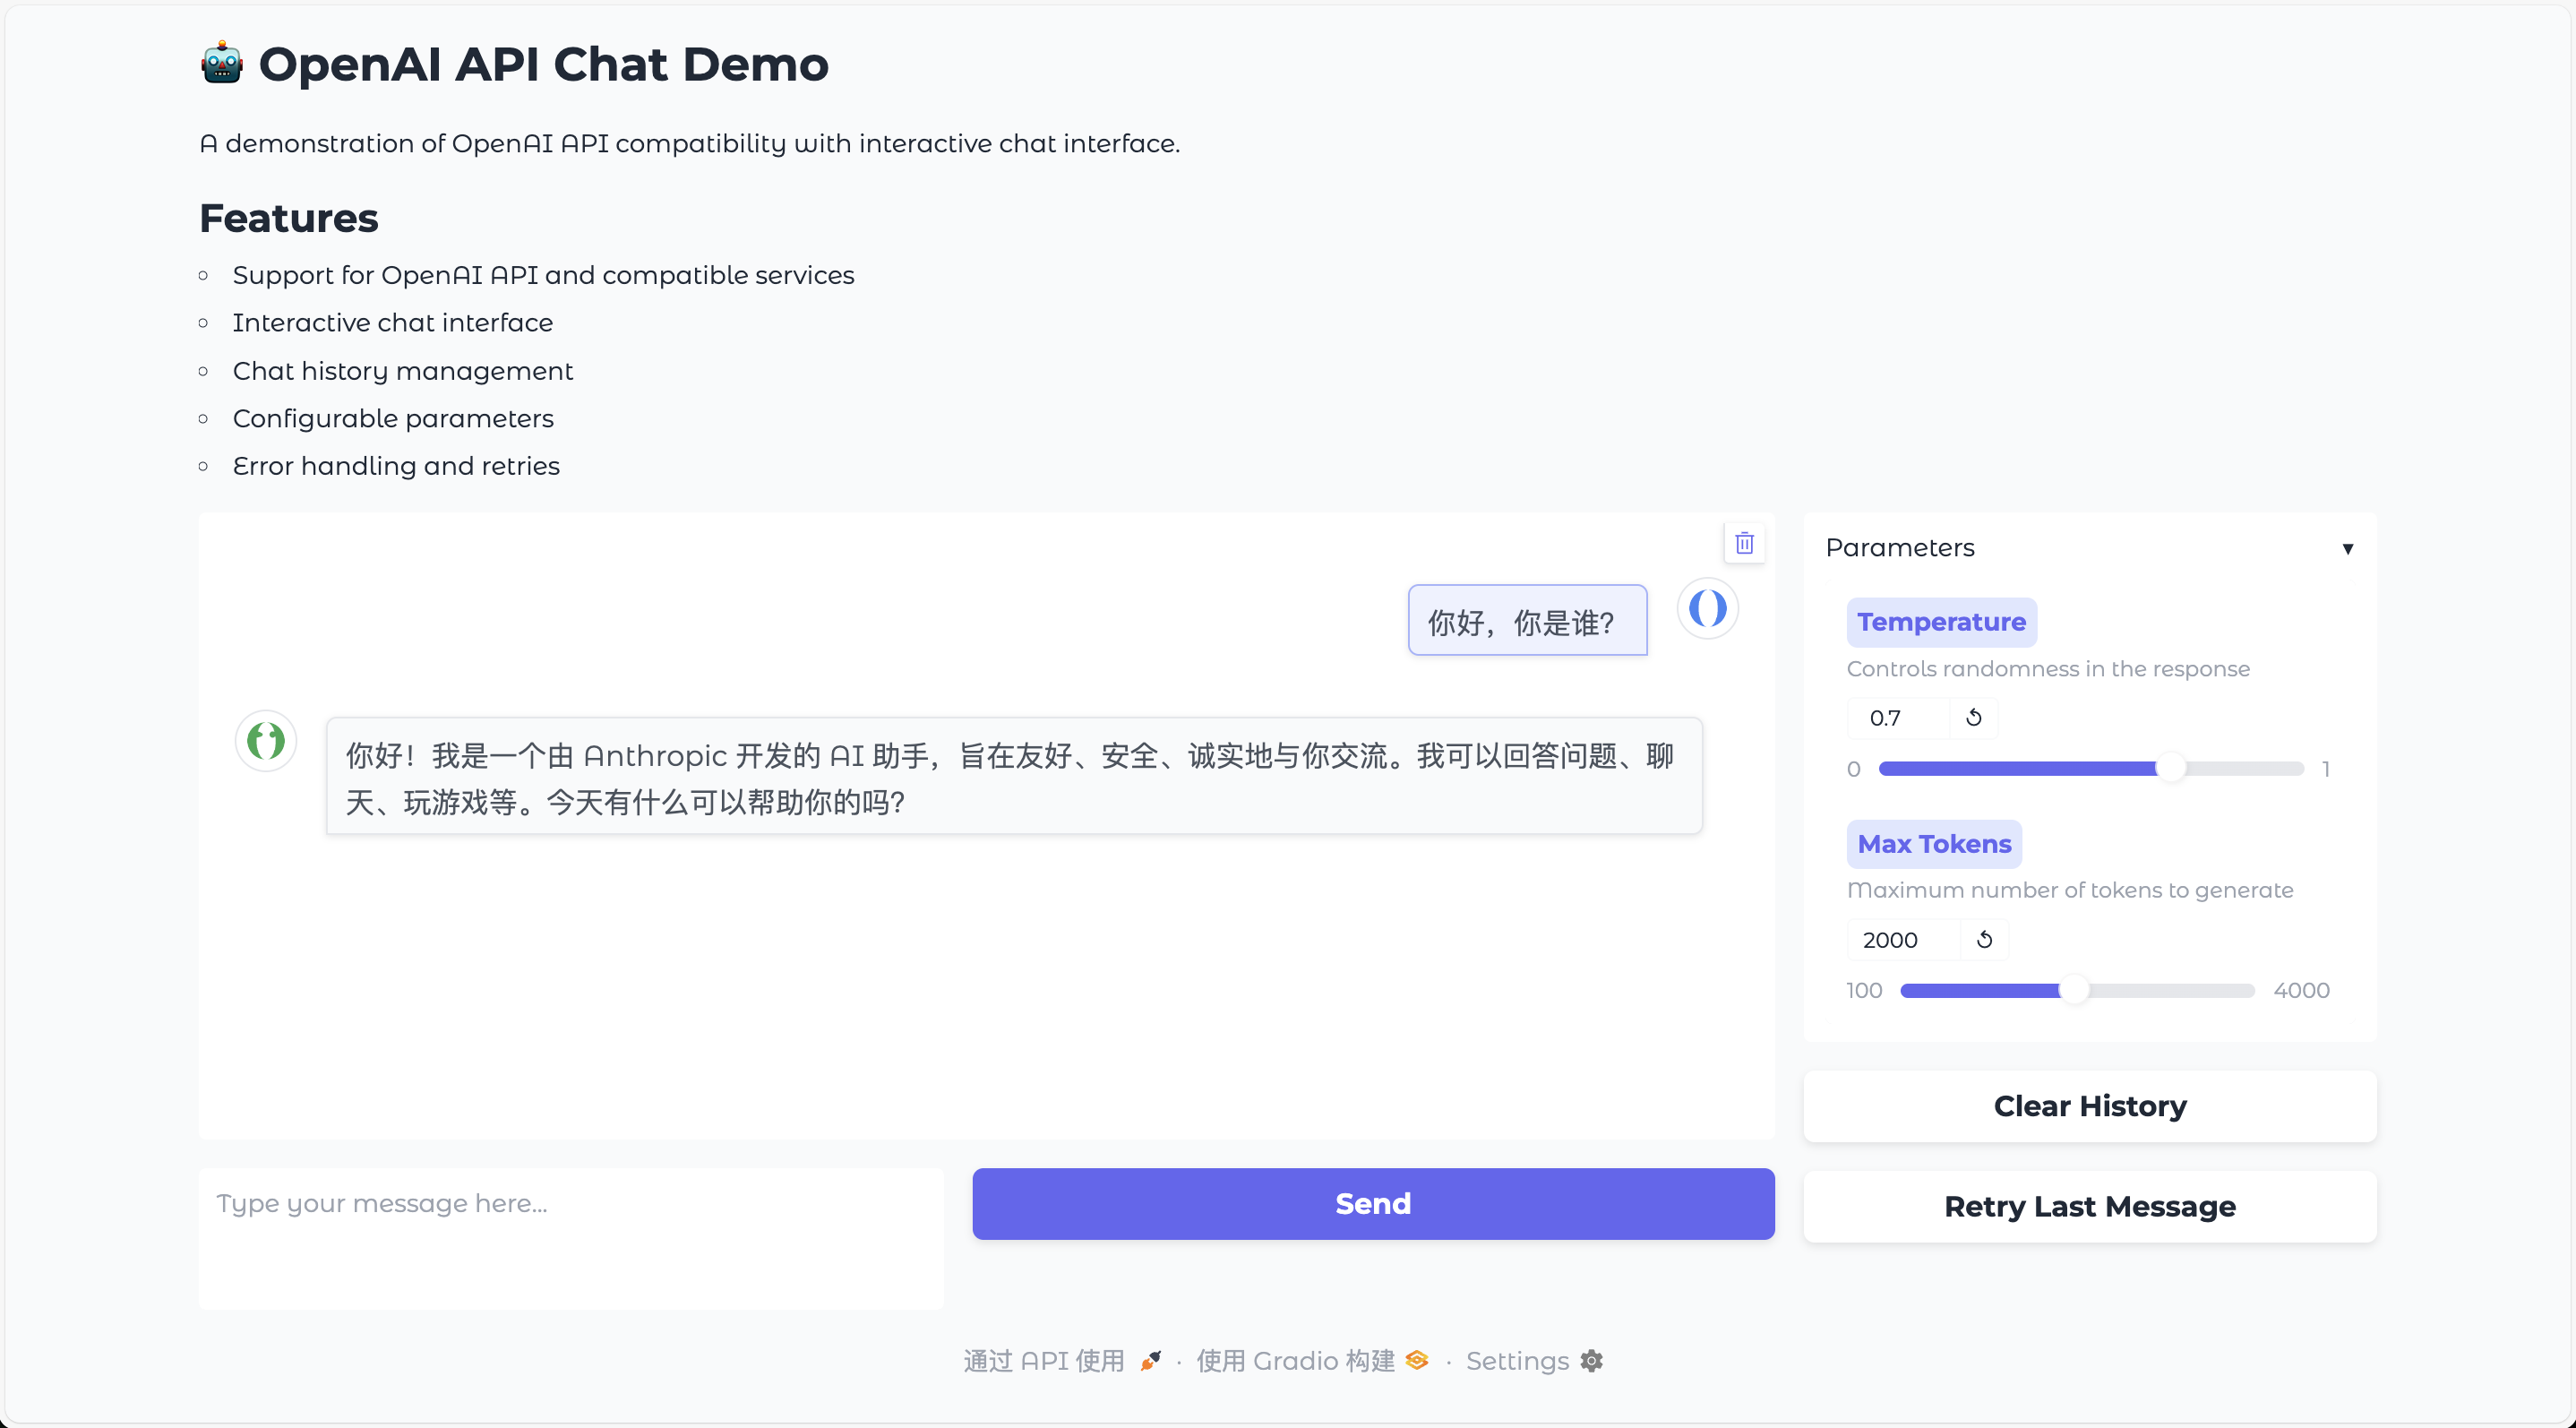 OpenAI API Chat Demo
A demonstration of OpenAI API compatibility with interactive chat interface.
Features
Support for OpenAI API and compatible services
Interactive chat interface
Chat history management
Configurable parameters
Error handling and retries
你好，你是谁？
你好！我是一个由 Anthropic 开发的 AI 助手，旨在友好、安全、诚实地与你交流。我可以回答问题、聊
天、玩游戏等。今天有什么可以帮助你的吗？
Type your message here...
Send
Parameters
Temperature
Controls randomness in the response
0.7
0 1
Max Tokens
Maximum number of tokens to generate
2000
100 4000
Clear History
Retry Last Message
通过 API 使用 · 使用 Gradio 构建 · Settings